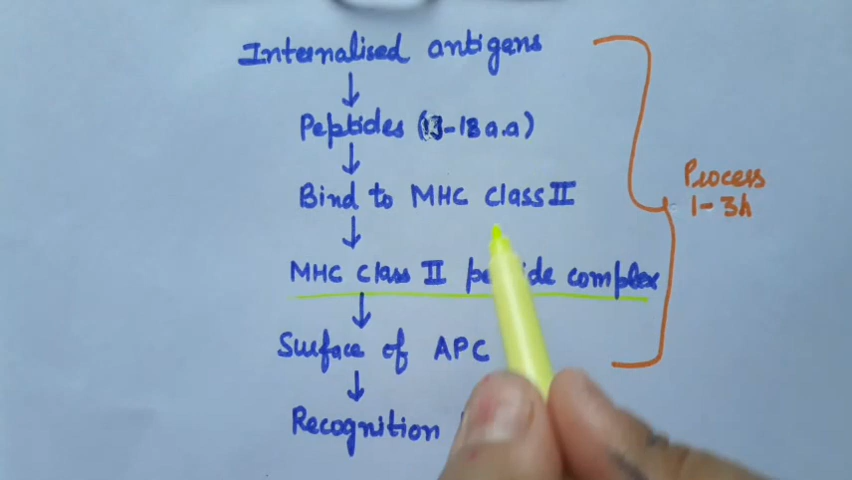 Internalised antigens
Peptides (13-18 a.a)
Bind to MHC Class II
MHC Class II peptide complex
Surface of APC
Recognition
Process
1-3h